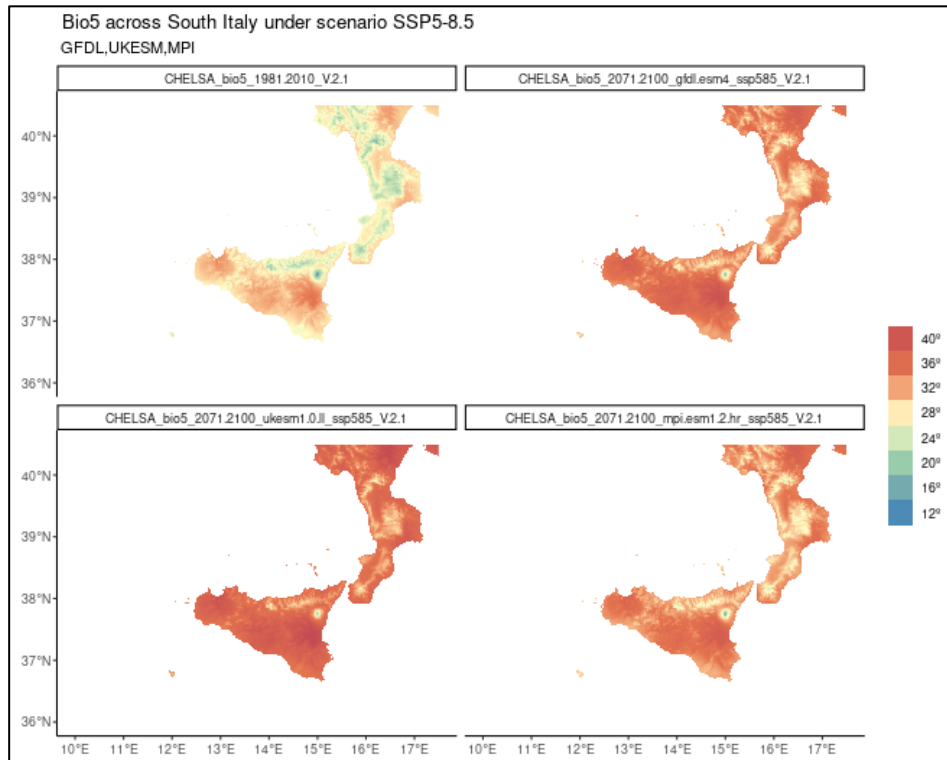 Bio5 across South Italy under scenario SSP5-8.5
GFDL,UKESM,MPI
CHELSA_bio5_1981.2010_V.2.1
CHELSA_bio5_2071.2100_gfdl.esm4_ssp585_V.2.1
40°N
39°N
38°N
37°N
36°N
CHELSA_bio5_2071.2100_ukesm1.0.ll_ssp585_V.2.1
CHELSA_bio5_2071.2100_mpi.esm1.2.hr_ssp585_V.2.1
40°N
39°N
38°N
37°N
36°N
10°E 11°E 12°E 13°E 14°E 15°E 16°E 17°E
10°E 11°E 12°E 13°E 14°E 15°E 16°E 17°E
40º
36º
32º
28º
24º
20º
16º
12º